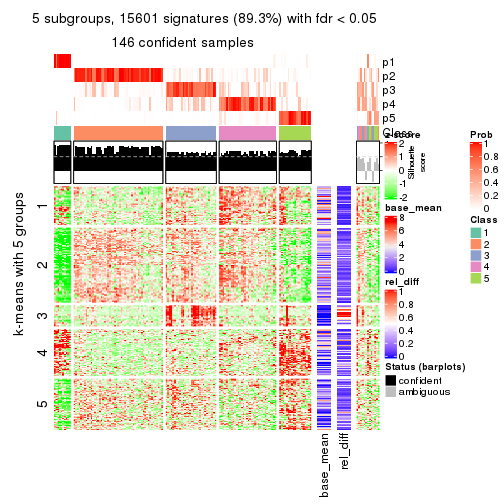 5 subgroups, 15601 signatures (89.3%) with fdr < 0.05
146 confident samples
p1
p2
p3
p4
p5
Class
z-score
2
1
0
-1
-2
Silhouette
score
k-means with 5 groups
1
2
3
4
5
base_mean
8
6
4
2
0
rel_diff
1
0.8
0.6
0.4
0.2
0
Status (barplots)
confident
ambiguous
Prob
1
0.8
0.6
0.4
0.2
0
Class
1
2
3
4
5
base_mean
rel_diff